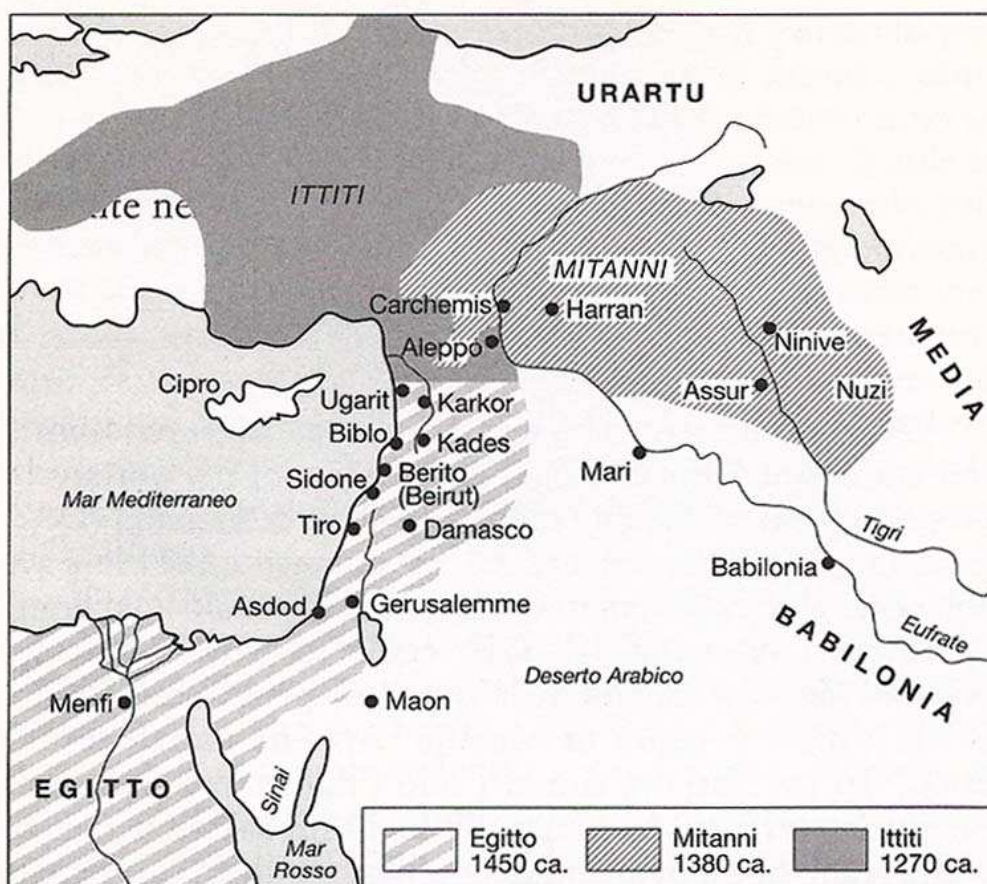 URARTU
ITTITI
nte ne
MITANNI
Carchemis
Harran
Aleppo
Ninive
MEDIA
Cipro
Ugarit
Karkor
Assur
Nuzi
Biblo
Kades
Mar Mediterraneo
Sidone
Berito
(Beirut)
Mari
Tiro
Damasco
Tigri
Babilonia
Asdod
Gerusalemme
BABILONIA
Eufrate
Deserto Arabico
Menfi
Maon
EGITTO
Sinai
Mar
Rosso
Egitto
1450 ca.
Mitanni
1380 ca.
Ittiti
1270 ca.